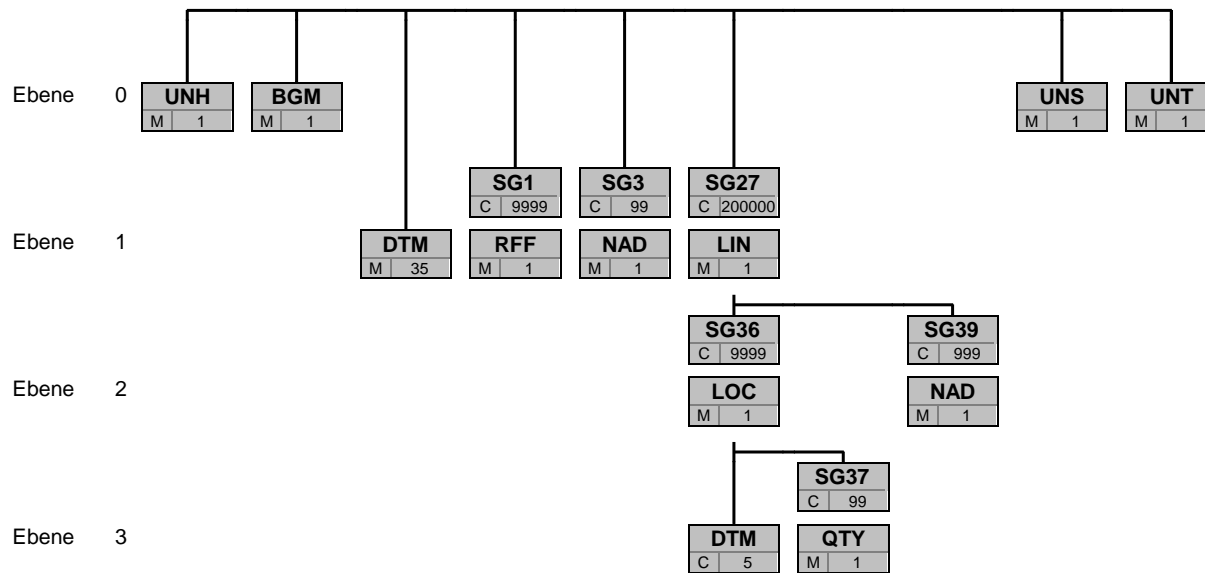 Ebene 0 UNH BGM UNS UNT
M 1 M 1 M 1 M 1
SG1 SG3 SG27
C 9999 C 99 C 200000
Ebene 1 DTM RFF NAD LIN
M 35 M 1 M 1 M 1
SG36 SG39
C 9999 C 999
Ebene 2 LOC NAD
M 1 M 1
SG37
C 99
Ebene 3 DTM QTY
C 5 M 1